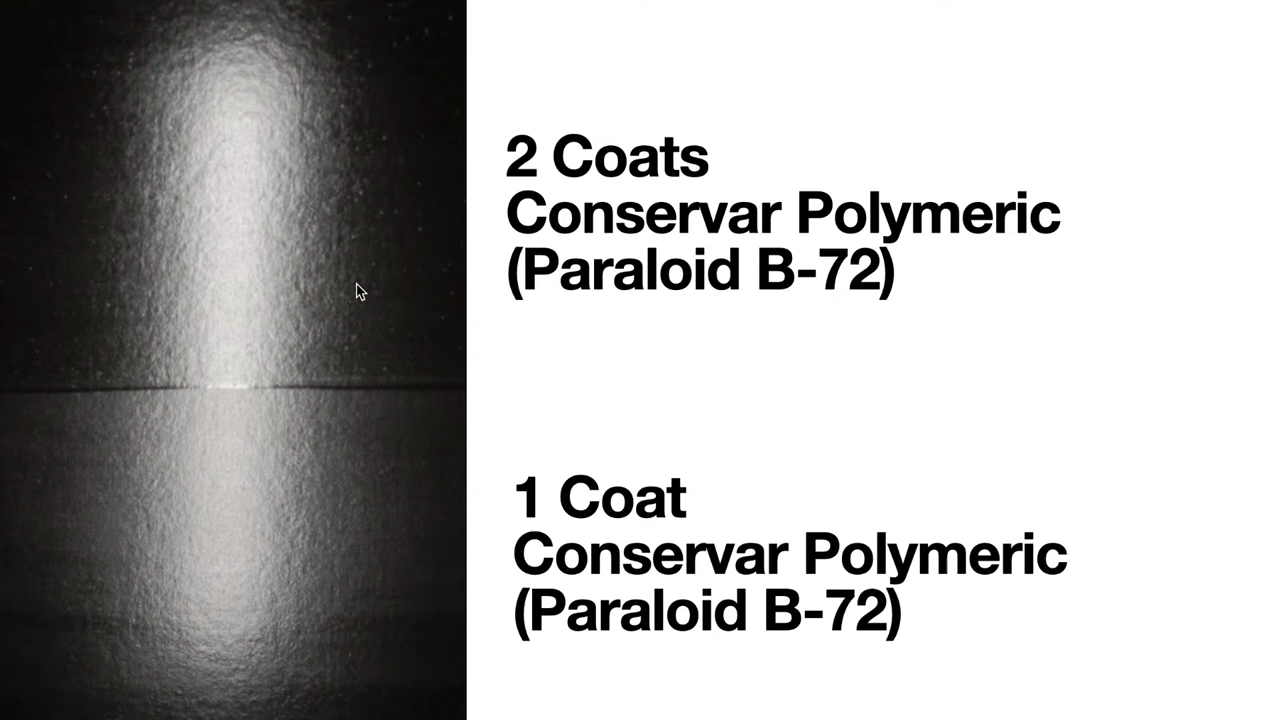 2 Coats
Conservar Polymeric
(Paraloid B-72)
1 Coat
Conservar Polymeric
(Paraloid B-72)